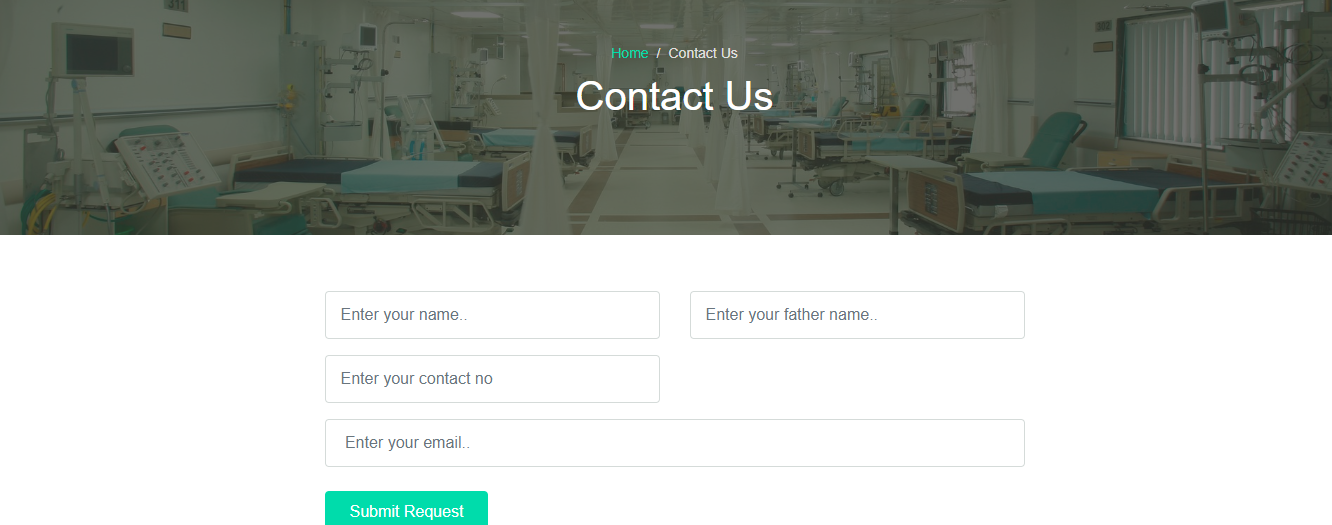 311
Home / Contact Us
Contact Us
Enter your name..
Enter your father name..
Enter your contact no
Enter your email..
Submit Request